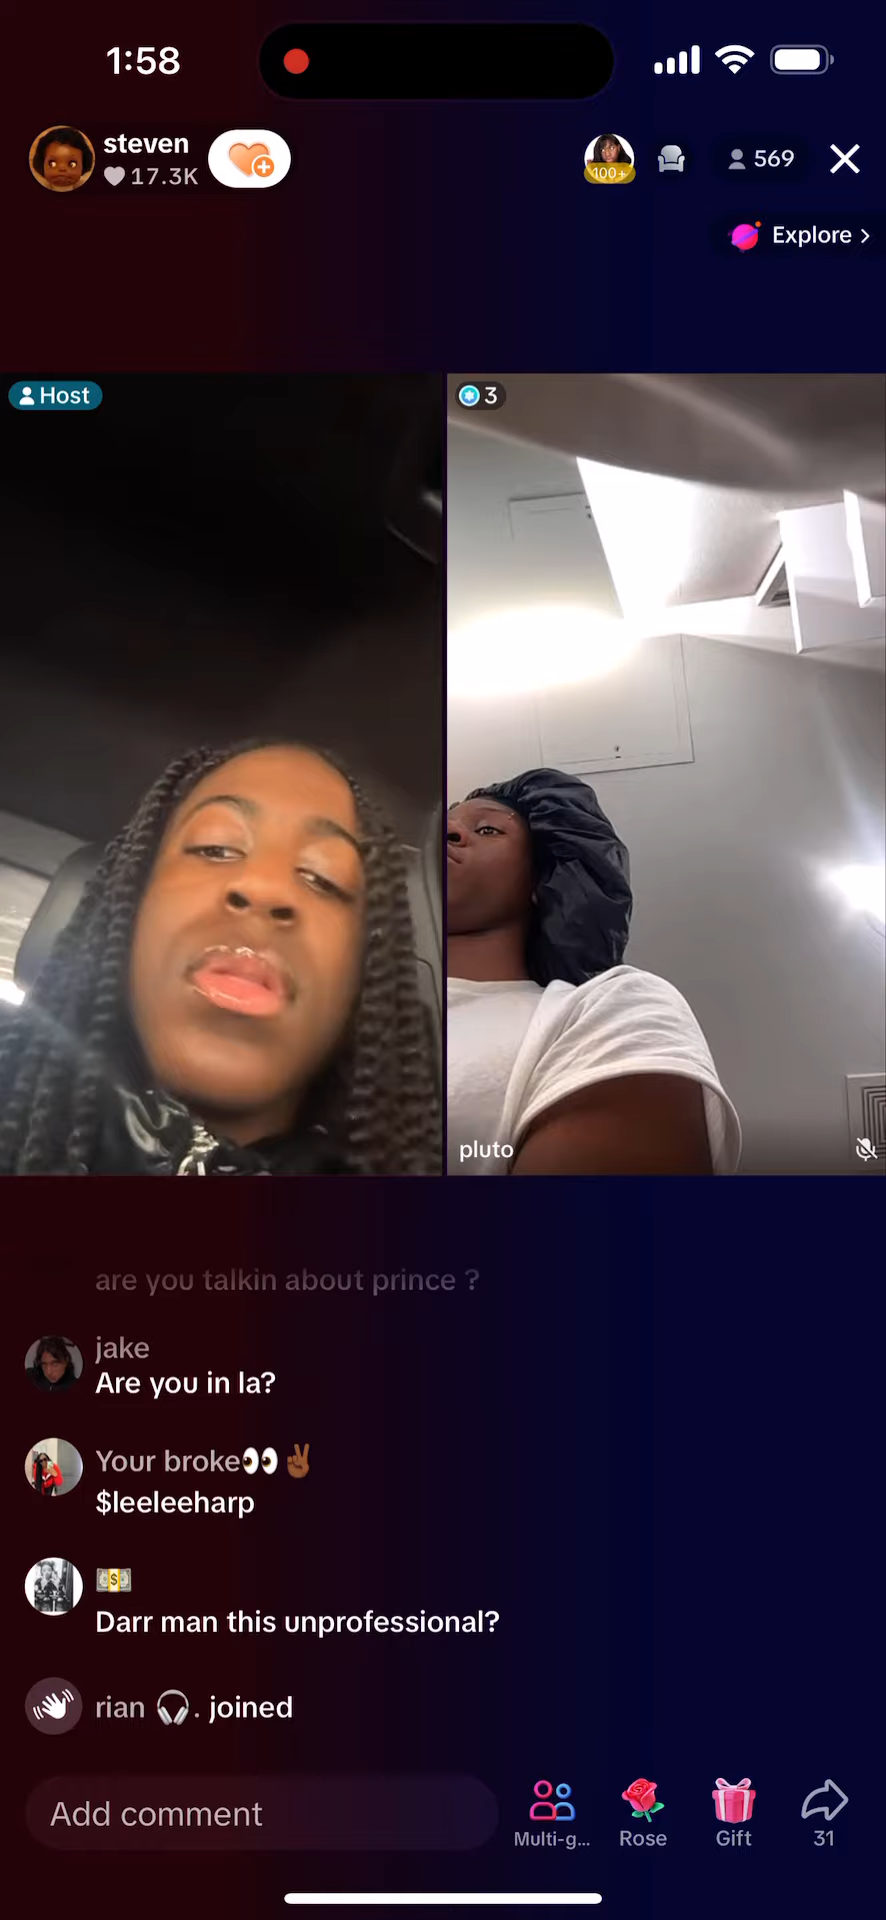 1:58
steven
17.3K
100+
569
Explore >
Host
3
pluto
are you talkin about prince ?
jake
Are you in la?
Your broke👀✌🏾
$leeleeharp
💵
Darr man this unprofessional?
rian 🎧. joined
Add comment
Multi-g...
Rose
Gift
31